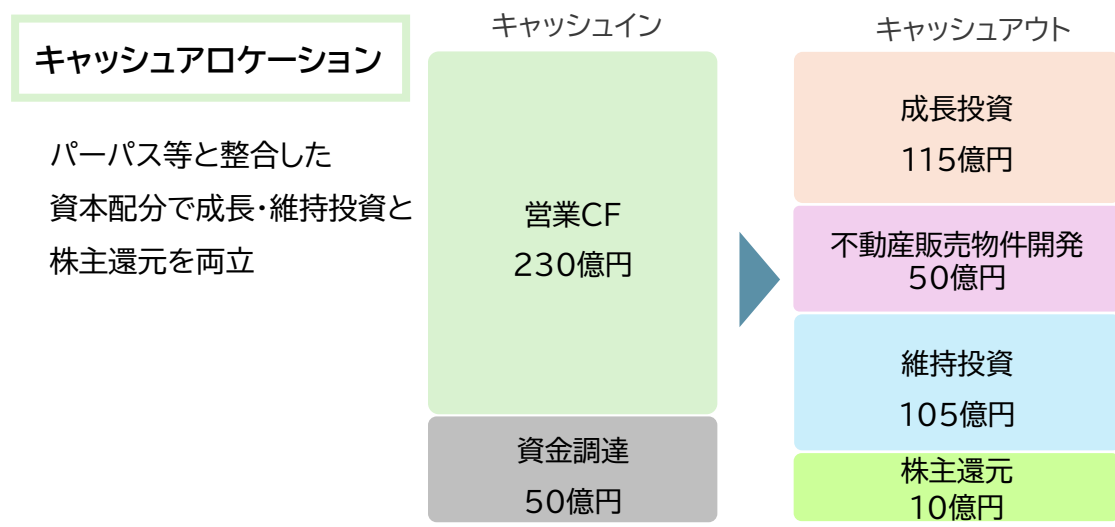 キャッシュアロケーション
パーパス等と整合した
資本配分で成長・維持投資と
株主還元を両立
キャッシュイン
営業CF
230億円
資金調達
50億円
キャッシュアウト
成長投資
115億円
不動産販売物件開発
50億円
維持投資
105億円
株主還元
10億円